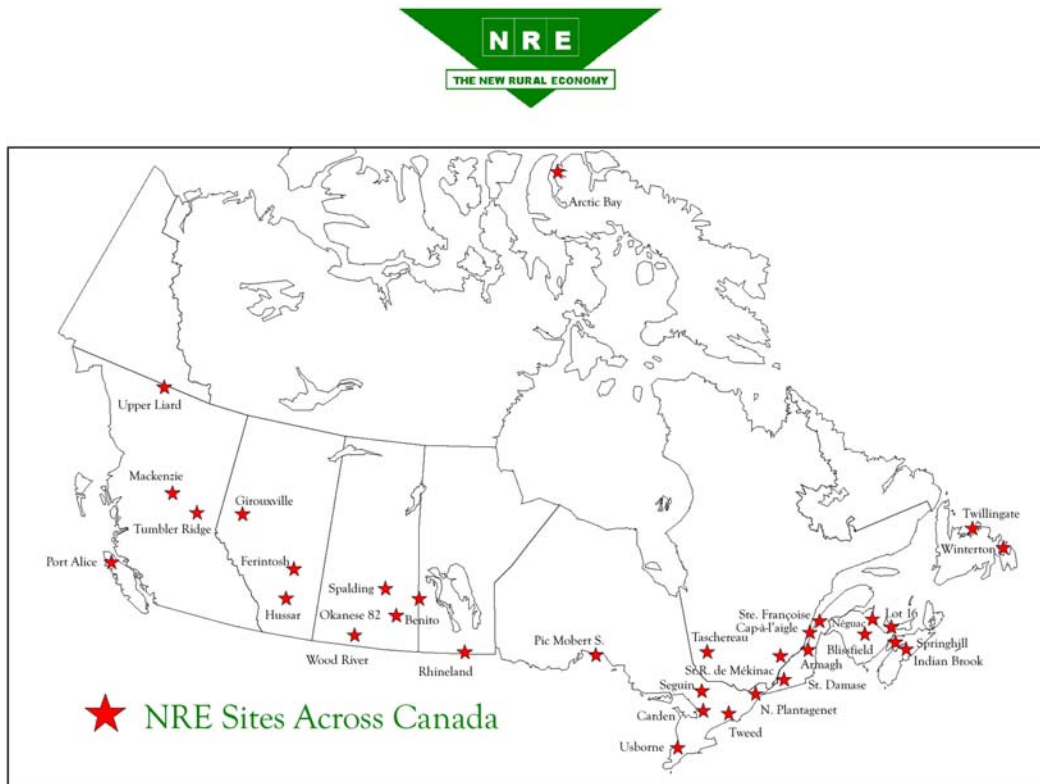 NRE
THE NEW RURAL ECONOMY
Arctic Bay
Upper Liard
Mackenzie
Girouxville
Tumbler Ridge
Twillingate
Winterton
Port Alice
Ferintosh
Spalding
Hussar
Okanese 82
Benito
Wood River
Rhineland
Pic Mobert S.
Taschereau
Ste. Françoise
Cap-à-l'aigle
Néguac
Lot 16
Blissfield
Springhill
Armagh
Indian Brook
St.R. de Mékinac
St. Damase
Seguin
N. Plantagenet
Carden
Tweed
Usborne
NRE Sites Across Canada